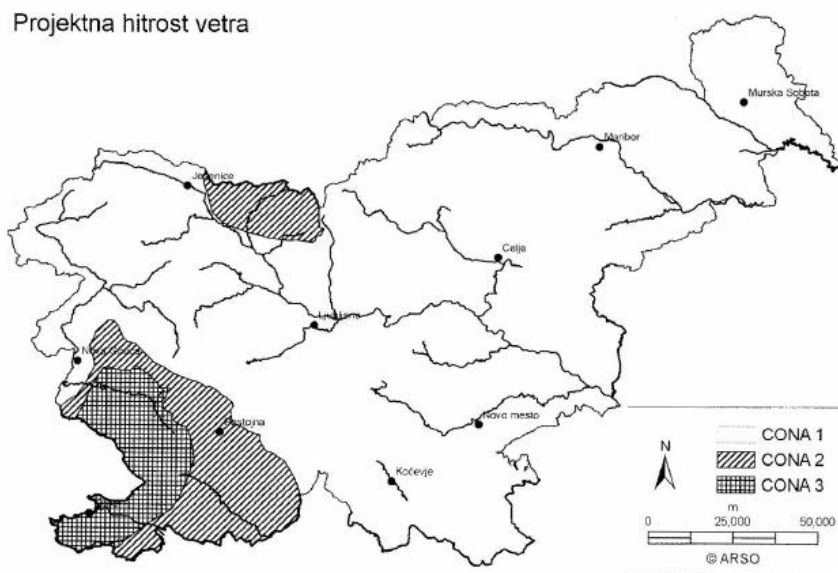 Projektna hitrost vetra
Murska Sobota
Maribor
Jesenice
Celje
Ljubljana
Nova Gorica
Novo mesto
Postojna
Kočevje
N
CONA 1
CONA 2
CONA 3
m
0 25,000 50,000
© ARSO